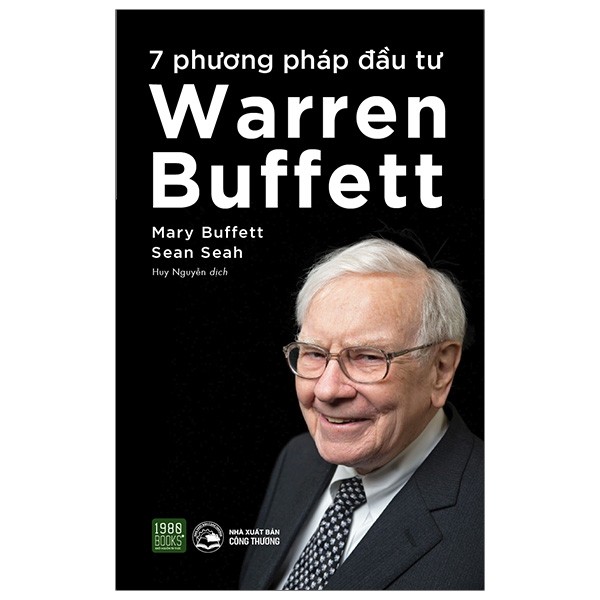 7 phương pháp đầu tư
Warren
Buffett
Mary Buffett
Sean Seah
Huy Nguyễn dịch
1980
BOOKS
NHÀ XUẤT BẢN
CÔNG THƯƠNG